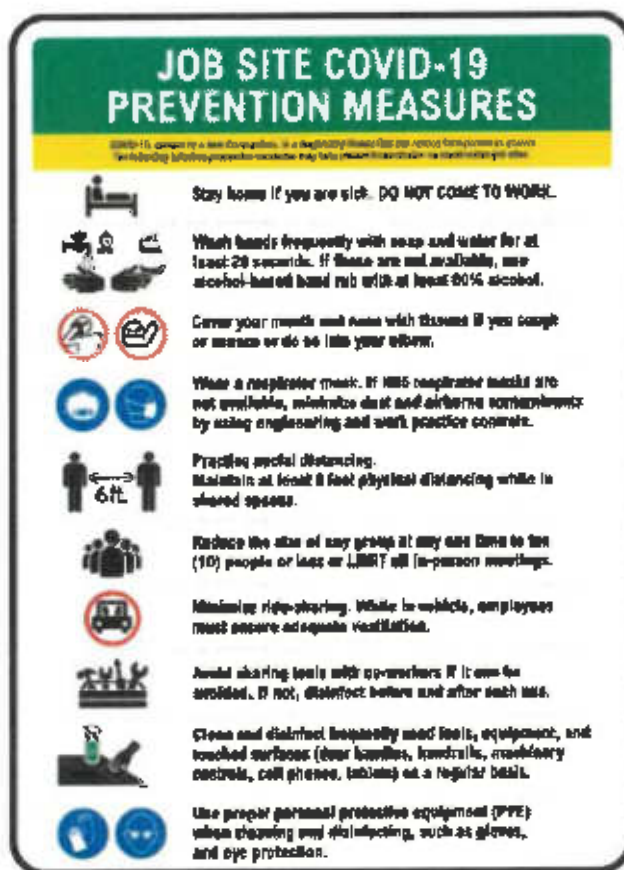 JOB SITE COVID-19
PREVENTION MEASURES
Stay home if you are sick. DO NOT COME TO WORK.
Wash hands frequently with soap and water for at
least 20 seconds. If these are not available, use
alcohol-based hand rub with at least 60% alcohol.
Cover your mouth and nose with tissues if you cough
or sneeze or do so into your elbow.
Wear a respirator mask. If N95 respirator masks are
not available, minimize dust and airborne contaminants
by using engineering and work practice controls.
6ft.
Practice social distancing.
Maintain at least 6 feet physical distancing while in
shared spaces.
Reduce the size of any group at any one time to ten
(10) people or less or LIMIT all in-person meetings.
Minimize ride-sharing. While in vehicle, employees
must ensure adequate ventilation.
Avoid sharing tools with co-workers if it can be
avoided. If not, disinfect before and after each use.
Clean and disinfect frequently used tools, equipment, and
touched surfaces (door handles, handrails, machinery
controls, cell phones, tablets) on a regular basis.
Use proper personal protective equipment (PPE)
when cleaning and disinfecting, such as gloves,
and eye protection.